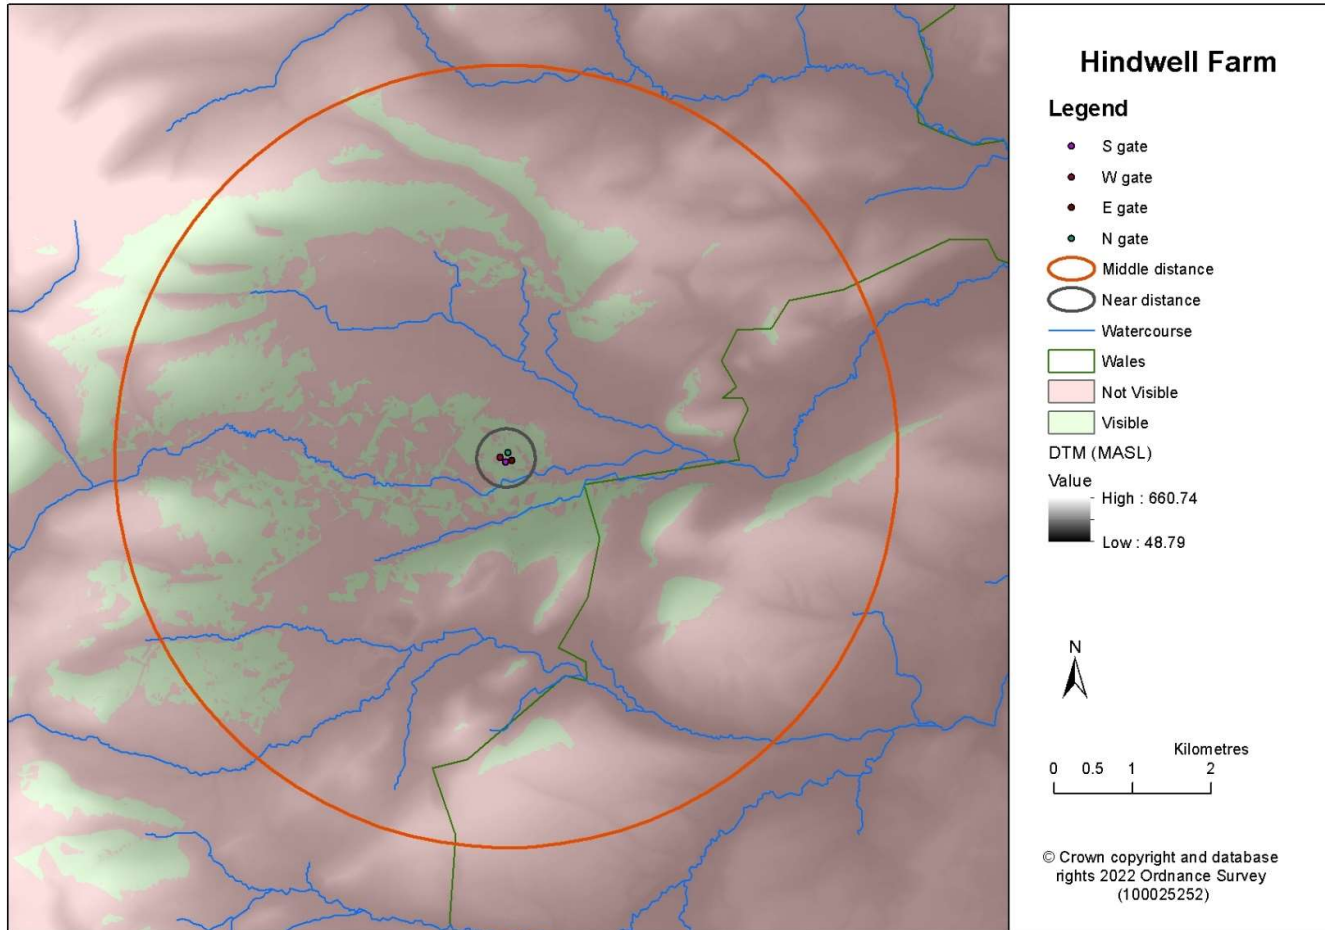 Hindwell Farm
Legend
S gate
W gate
E gate
N gate
Middle distance
Near distance
Watercourse
Wales
Not Visible
Visible
DTM (MASL)
Value
High : 660.74
Low : 48.79
N
Kilometres
0 0.5 1 2
© Crown copyright and database
rights 2022 Ordnance Survey
(100025252)